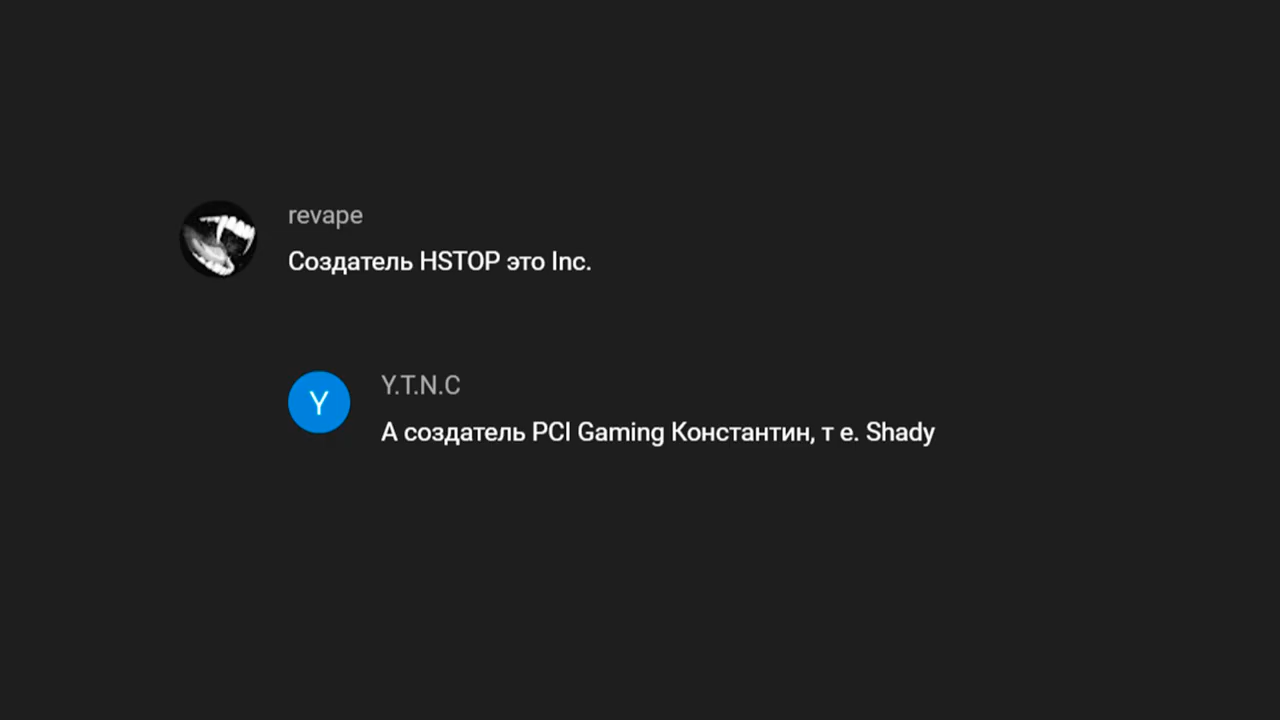 revape
Создатель HSTOP это Inc.
Y
Y.T.N.C
А создатель PCI Gaming Константин, т е. Shady